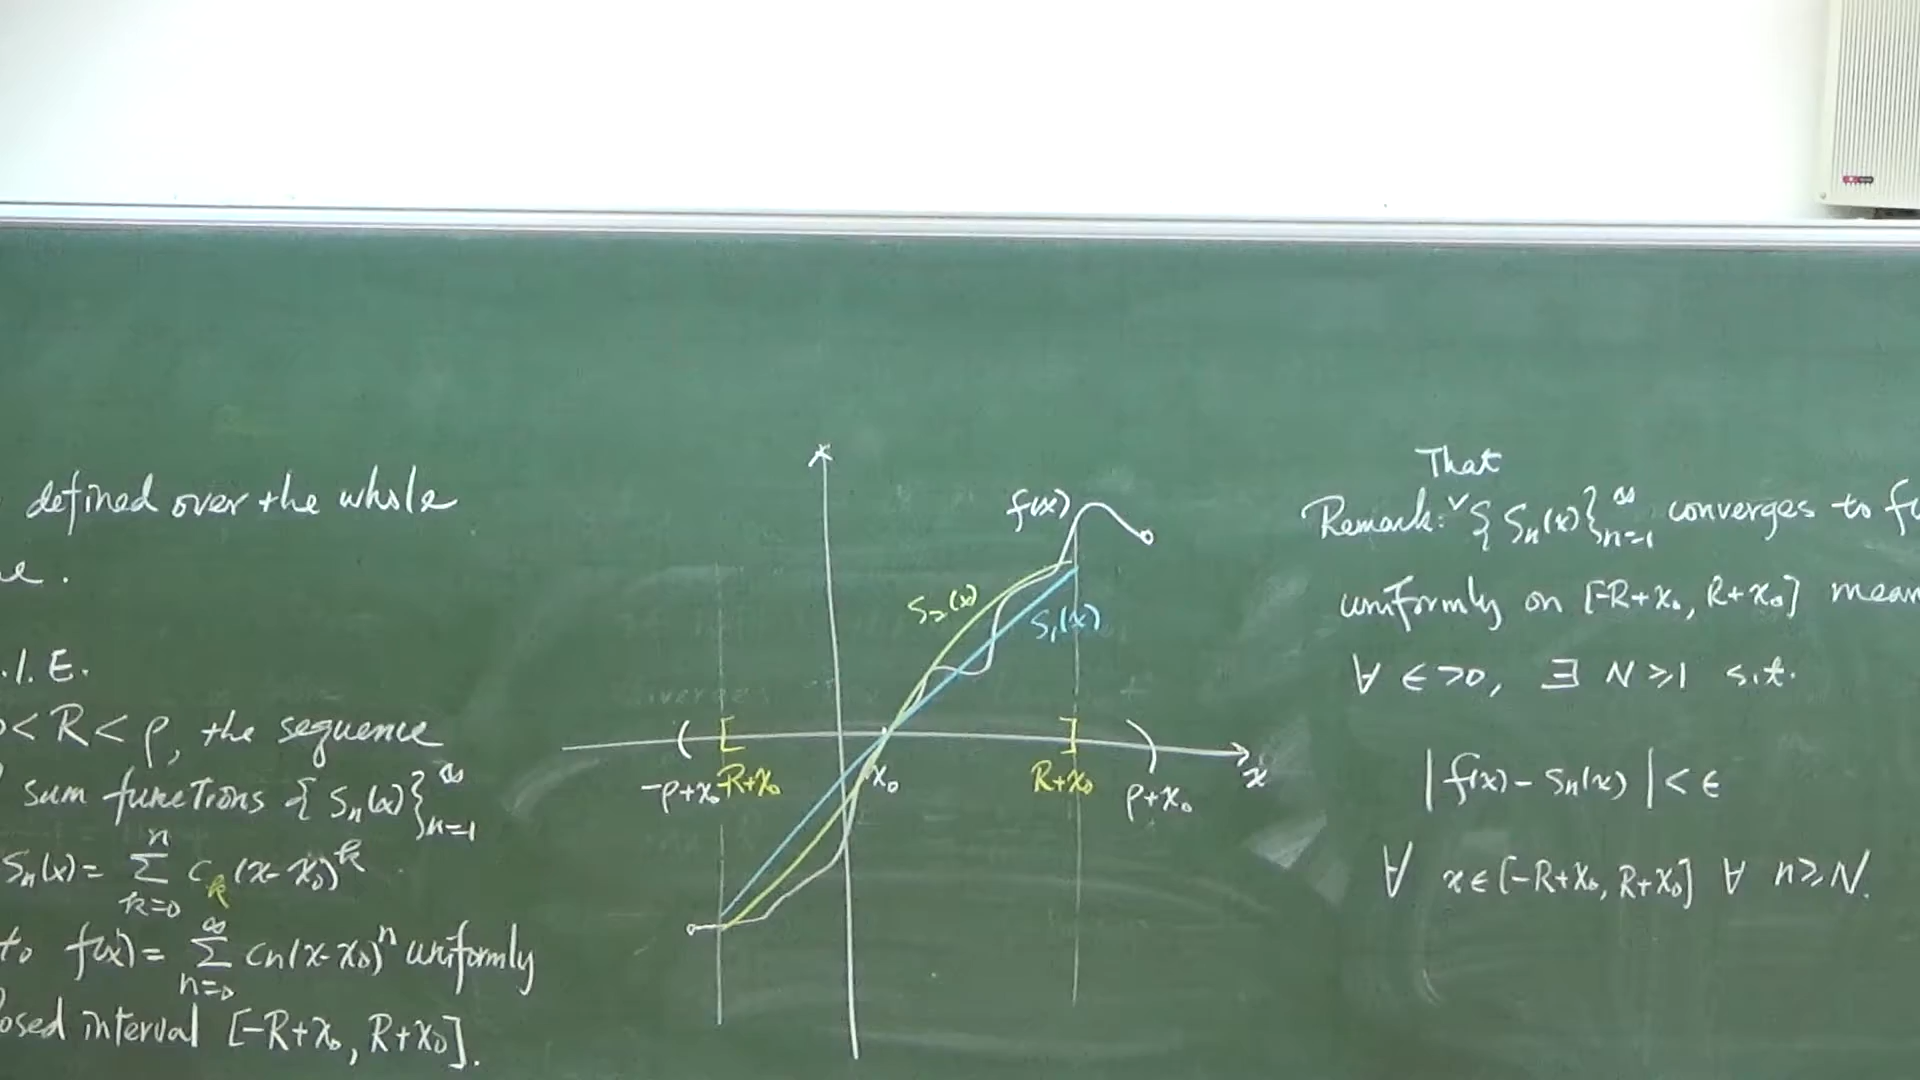 defined over the whole
.I.E.
< R < ρ, the sequence
sum functions {Sn(x)}∞n=1
Sn(x) = Σnk=0 ck(x-x0)k
to f(x) = Σ∞n=0 cn(x-x0)n uniformly
interval [-R+x0, R+x0].
f(x)
S2(x)
S1(x)
( [ ] )
-ρ+x0 -R+x0 x0 R+x0 ρ+x0 x
That
Remark: ˅{Sn(x)}∞n=1 converges to
uniformly on [-R+x0, R+x0]
∀ ϵ>0, ∃ N≥1 s.t.
|f(x) - Sn(x)| < ϵ
∀ x∈[-R+x0, R+x0] ∀ n≥N.